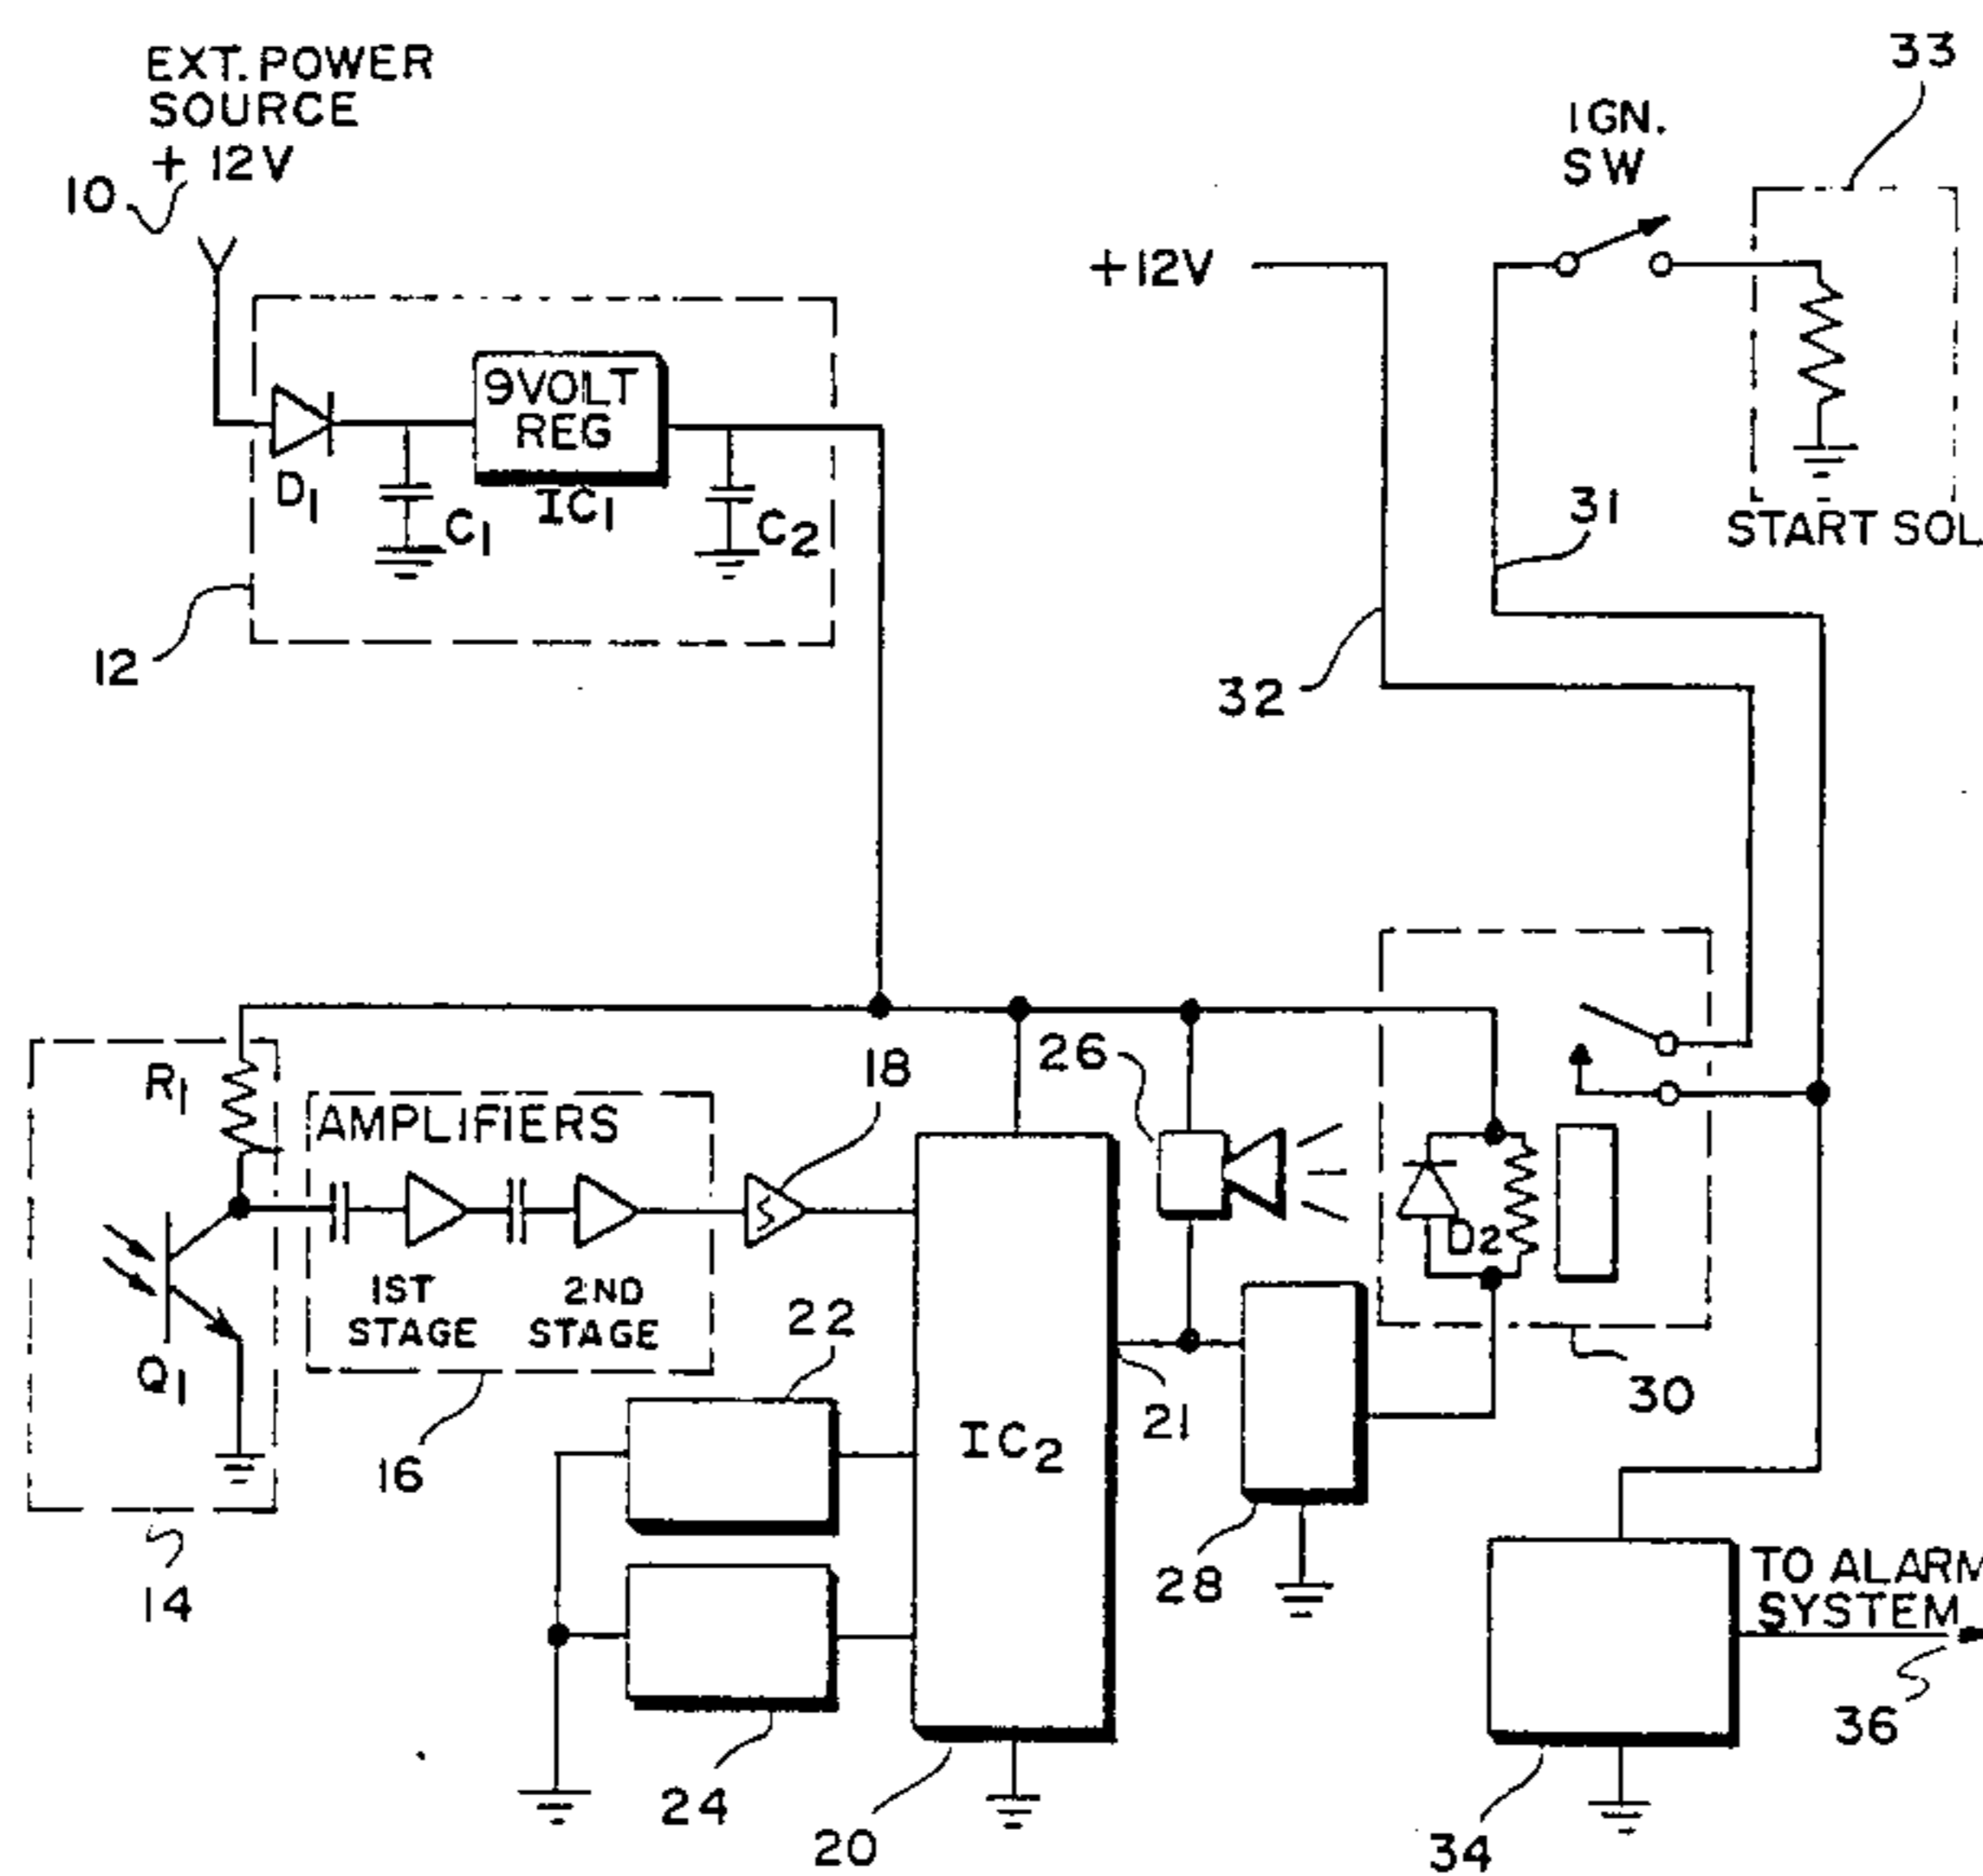 EXT. POWER
SOURCE
+ 12V
10
33
IGN.
SW
+12V
9VOLT
REG
D1
C1
IC1
C2
31
START SOL
12
32
R1
AMPLIFIERS
18
26
1ST
STAGE
2ND
STAGE
D2
22
Q1
16
21
30
IC2
14
28
TO ALARM
SYSTEM
24
20
36
34